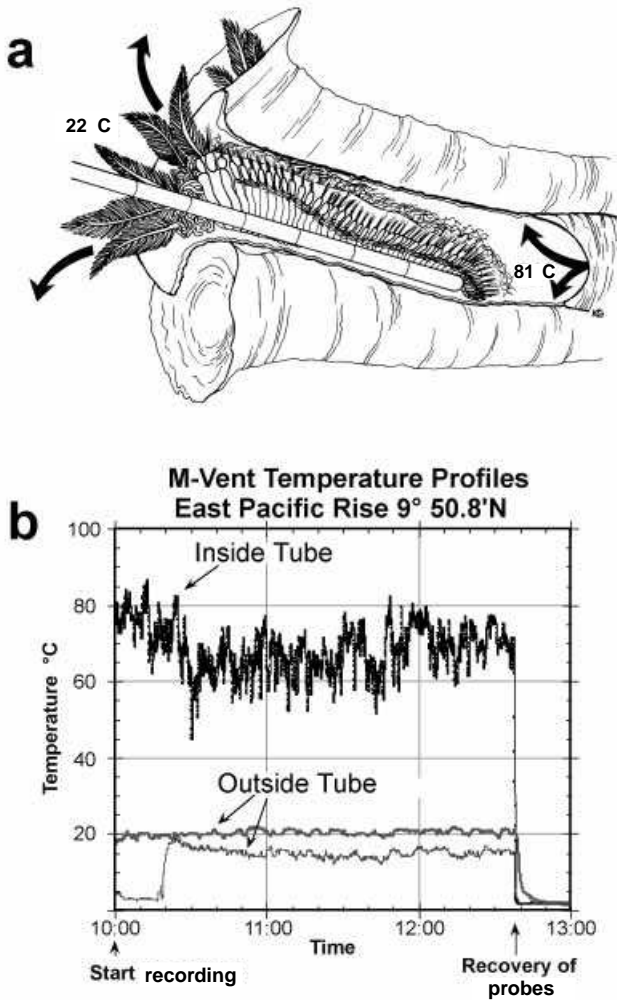 a
22 C
81 C
KD
b
M-Vent Temperature Profiles
East Pacific Rise 9° 50.8'N
100
80
60
40
20
Temperature °C
Inside Tube
Outside Tube
10:00
11:00
12:00
13:00
Time
Start recording
Recovery of
probes